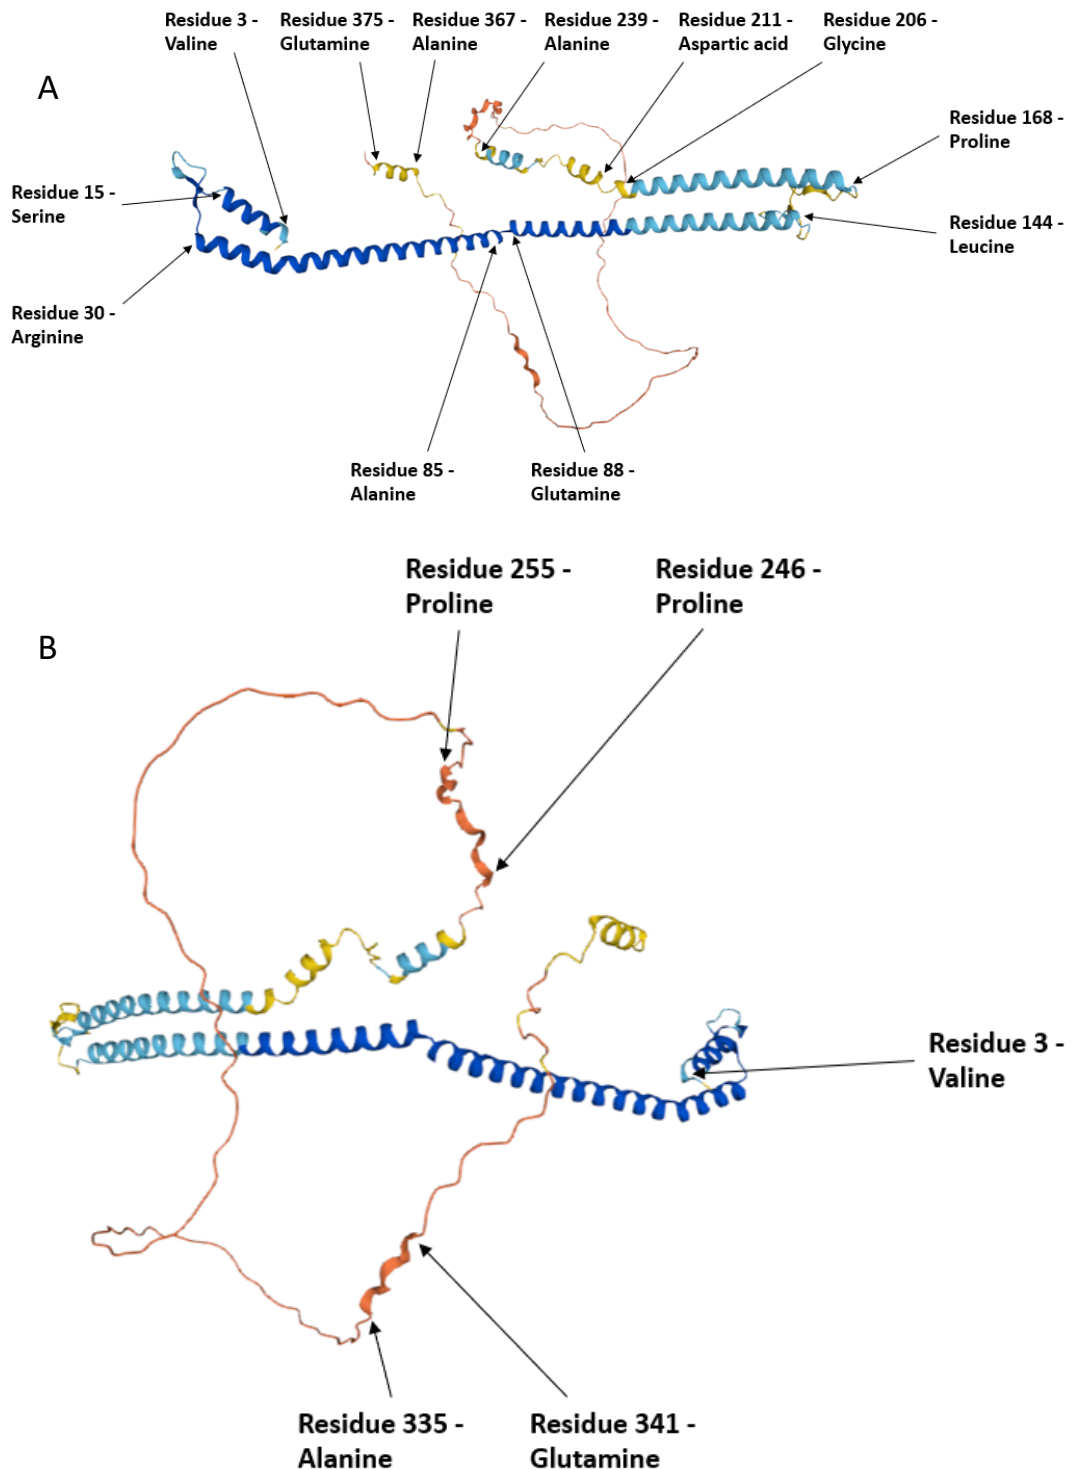 Residue 3 -
Valine
Residue 375 -
Glutamine
Residue 367 -
Alanine
Residue 239 -
Alanine
Residue 211 -
Aspartic acid
Residue 206 -
Glycine
A
Residue 168 -
Proline
Residue 15 -
Serine
Residue 144 -
Leucine
Residue 30 -
Arginine
Residue 85 -
Alanine
Residue 88 -
Glutamine
Residue 255 -
Proline
Residue 246 -
Proline
B
Residue 3 -
Valine
Residue 335 -
Alanine
Residue 341 -
Glutamine